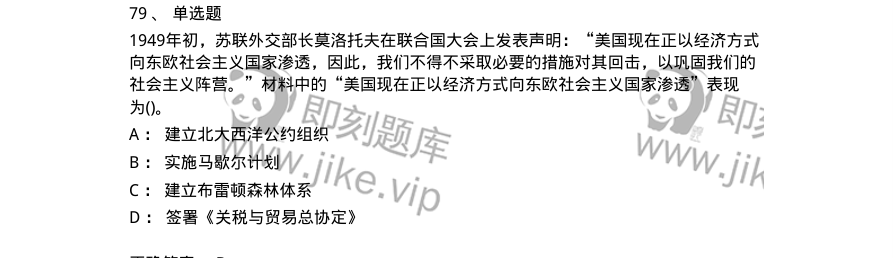 79 、 单选题
1949年初，苏联外交部长莫洛托夫在联合国大会上发表声明：“美国现在正以经济方式
向东欧社会主义国家渗透，因此，我们不得不采取必要的措施对其回击，以巩固我们的
社会主义阵营。” 材料中的“美国现在正以经济方式向东欧社会主义国家渗透”表现
为()。
A ： 建立北大西洋公约组织
B ： 实施马歇尔计划
C ： 建立布雷顿森林体系
D ： 签署《关税与贸易总协定》
即刻题库
www.jike.vip
即刻
www.jik